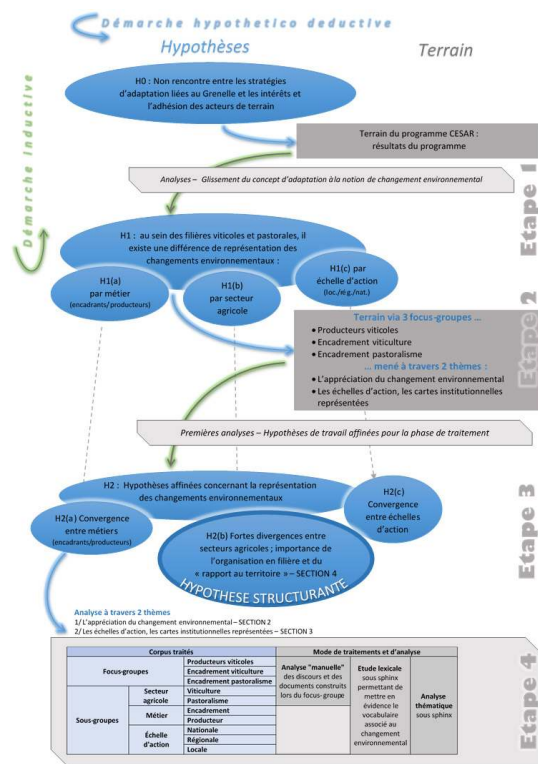 Démarche hypothetico deductive
Hypothèses
Terrain
Démarche inductive
H0 : Non rencontre entre les stratégies
d'adaptation liées au Grenelle et les intérêts et
l'adhésion des acteurs de terrain
Terrain du programme CESAR :
résultats du programme
Etape 1
Analyses – Glissement du concept d'adaptation à la notion de changement environnemental
H1 : au sein des filières viticoles et pastorales, il
existe une différence de représentation des
changements environnementaux :
H1(a)
par métier
(encadrants/producteurs)
H1(b)
par secteur
agricole
H1(c) par
échelle d'action
(loc./rég./nat.)
Etape 2
Terrain via 3 focus-groupes ...
• Producteurs viticoles
• Encadrement viticulture
• Encadrement pastoralisme
... mené à travers 2 thèmes :
• L'appréciation du changement environnemental
• Les échelles d'action, les cartes institutionnelles
représentées
Premières analyses – Hypothèses de travail affinées pour la phase de traitement
Etape 3
H2 : Hypothèses affinées concernant la représentation
des changements environnementaux
H2(a) Convergence
entre métiers
(encadrants/producteurs)
H2(b) Fortes divergences entre
secteurs agricoles ; importance de
l'organisation en filière et du
« rapport au territoire » – SECTION 4
HYPOTHESE STRUCTURANTE
H2(c)
Convergence
entre échelles
d'action
Analyse à travers 2 thèmes
1/ L'appréciation du changement environnemental – SECTION 2
2/ Les échelles d'action, les cartes institutionnelles représentées – SECTION 3
Etape 4
Corpus traités
Focus-groupes
Producteurs viticoles
Encadrement viticulture
Encadrement pastoralisme
Sous-groupes
Secteur
agricole
Viticulture
Pastoralisme
Métier
Encadrement
Producteur
Échelle
d'action
Nationale
Régionale
Locale
Mode de traitements et d'analyse
Analyse "manuelle"
des discours et des
documents construits
lors du focus-groupe
Etude lexicale
sous sphinx
permettant de
mettre en
évidence le
vocabulaire
associé au
changement
environnemental
Analyse
thématique
sous sphinx